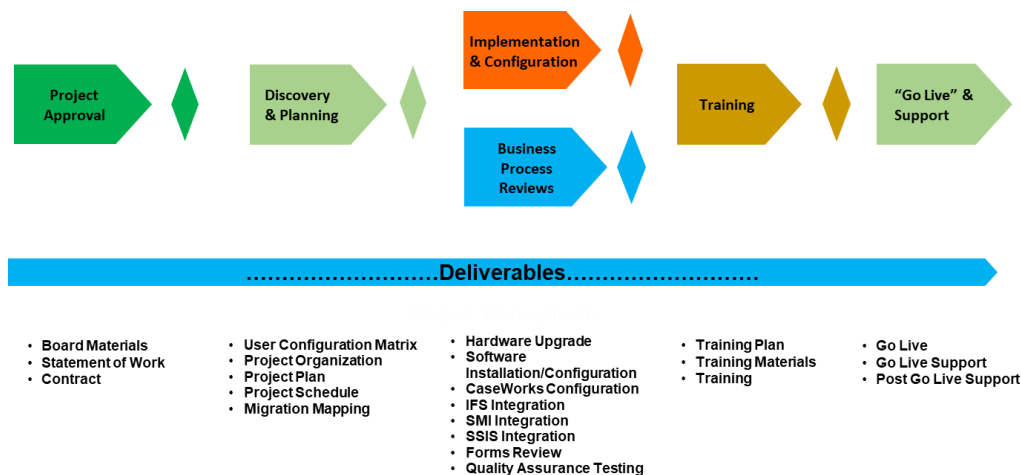 Project
Approval
Discovery
& Planning
Implementation
& Configuration
Business
Process
Reviews
Training
“Go Live” &
Support
………………………Deliverables………………………
• Board Materials
• Statement of Work
• Contract
• User Configuration Matrix
• Project Organization
• Project Plan
• Project Schedule
• Migration Mapping
• Hardware Upgrade
• Software
Installation/Configuration
• CaseWorks Configuration
• IFS Integration
• SMI Integration
• SSIS Integration
• Forms Review
• Quality Assurance Testing
• Training Plan
• Training Materials
• Training
• Go Live
• Go Live Support
• Post Go Live Support